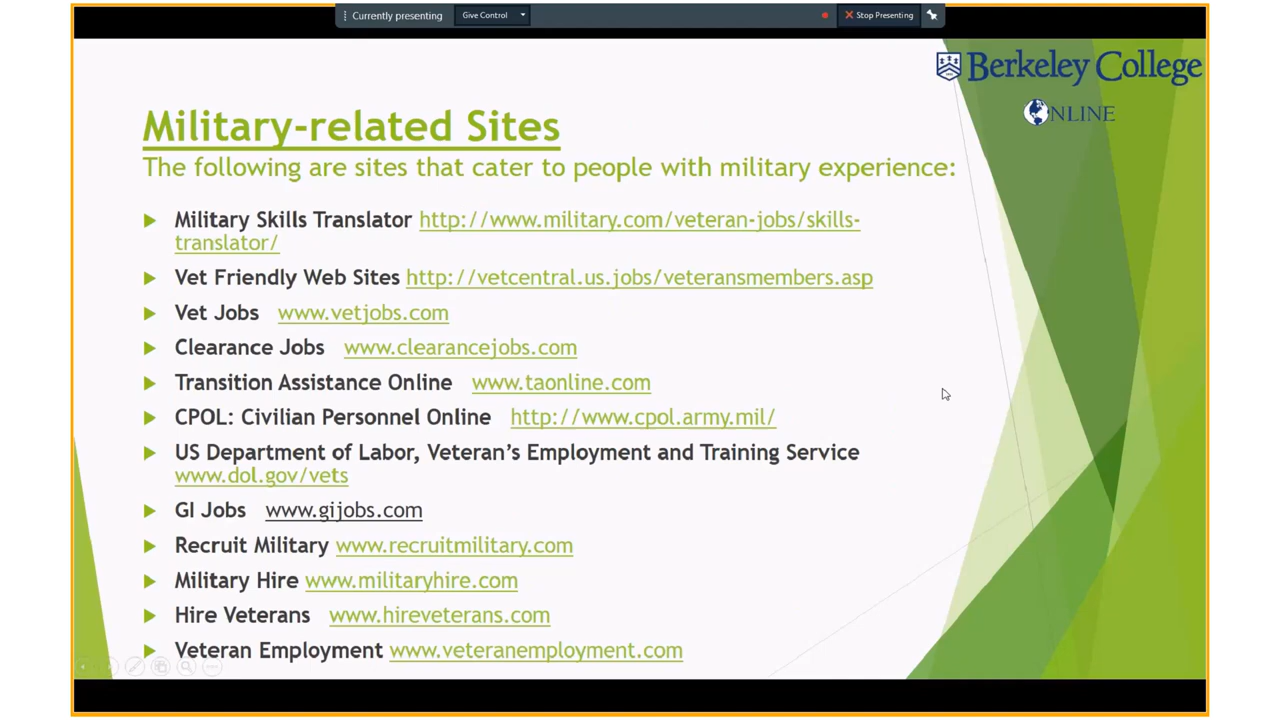 Currently presenting
Give Control
Stop Presenting
Berkeley College
ONLINE
Military-related Sites
The following are sites that cater to people with military experience:
Military Skills Translator http://www.military.com/veteran-jobs/skills-
translator/
Vet Friendly Web Sites http://vetcentral.us.jobs/veteransmembers.asp
Vet Jobs www.vetjobs.com
Clearance Jobs www.clearancejobs.com
Transition Assistance Online www.taonline.com
CPOL: Civilian Personnel Online http://www.cpol.army.mil/
US Department of Labor, Veteran’s Employment and Training Service
www.dol.gov/vets
GI Jobs www.gijobs.com
Recruit Military www.recruitmilitary.com
Military Hire www.militaryhire.com
Hire Veterans www.hireveterans.com
Veteran Employment www.veteranemployment.com